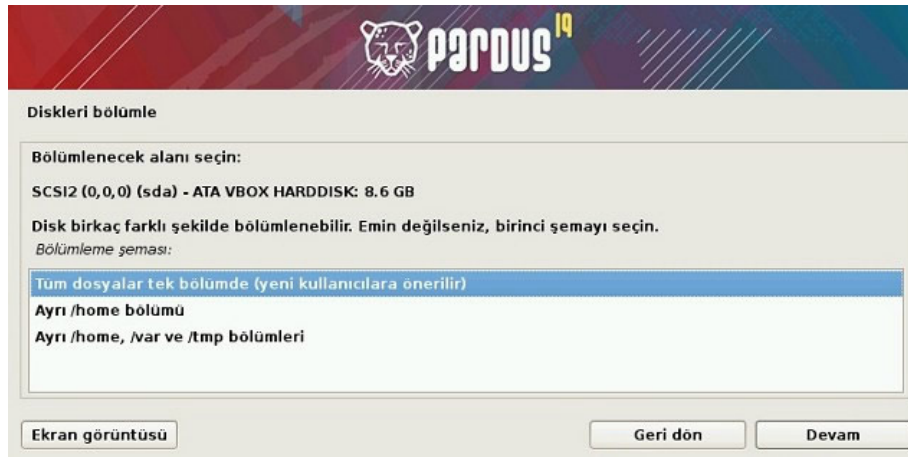 PARDUS 19
Diskleri bölümle
Bölümlenecek alanı seçin:
SCSI2 (0,0,0) (sda) - ATA VBOX HARDDISK: 8.6 GB
Disk birkaç farklı şekilde bölümlenebilir. Emin değilseniz, birinci şemayı seçin.
Bölümleme şeması:
Tüm dosyalar tek bölümde (yeni kullanıcılara önerilir)
Ayrı /home bölümü
Ayrı /home, /var ve /tmp bölümleri
Ekran görüntüsü
Geri dön
Devam